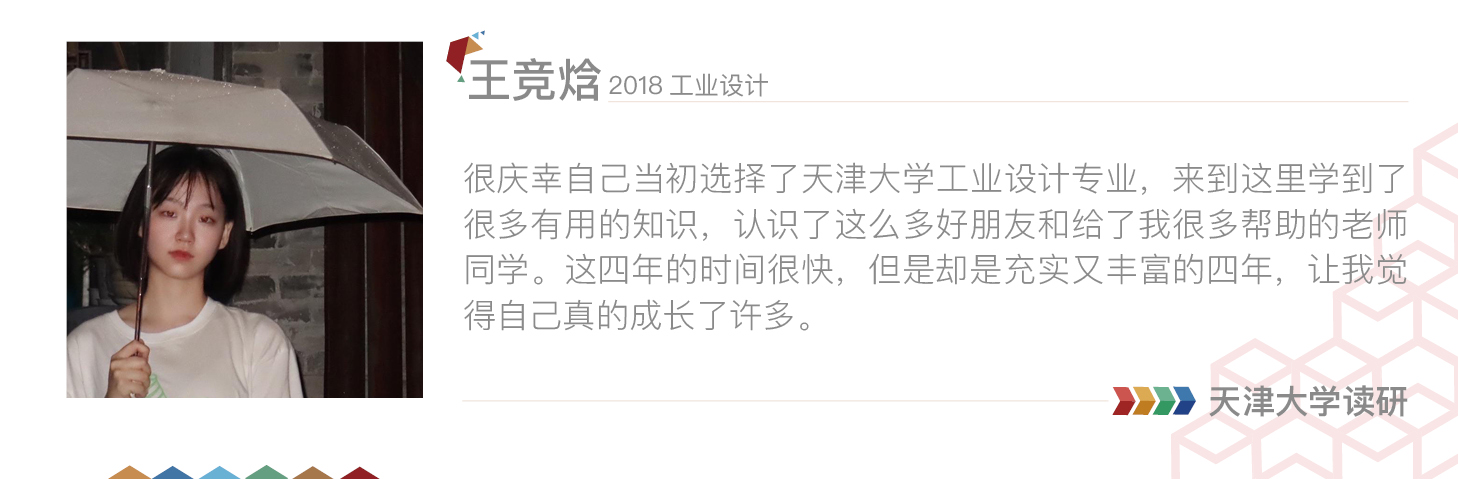 王竞焓 2018 工业设计
很庆幸自己当初选择了天津大学工业设计专业，来到这里学到了
很多有用的知识，认识了这么多好朋友和给了我很多帮助的老师
同学。这四年的时间很快，但是却是充实又丰富的四年，让我觉
得自己真的成长了许多。
天津大学读研